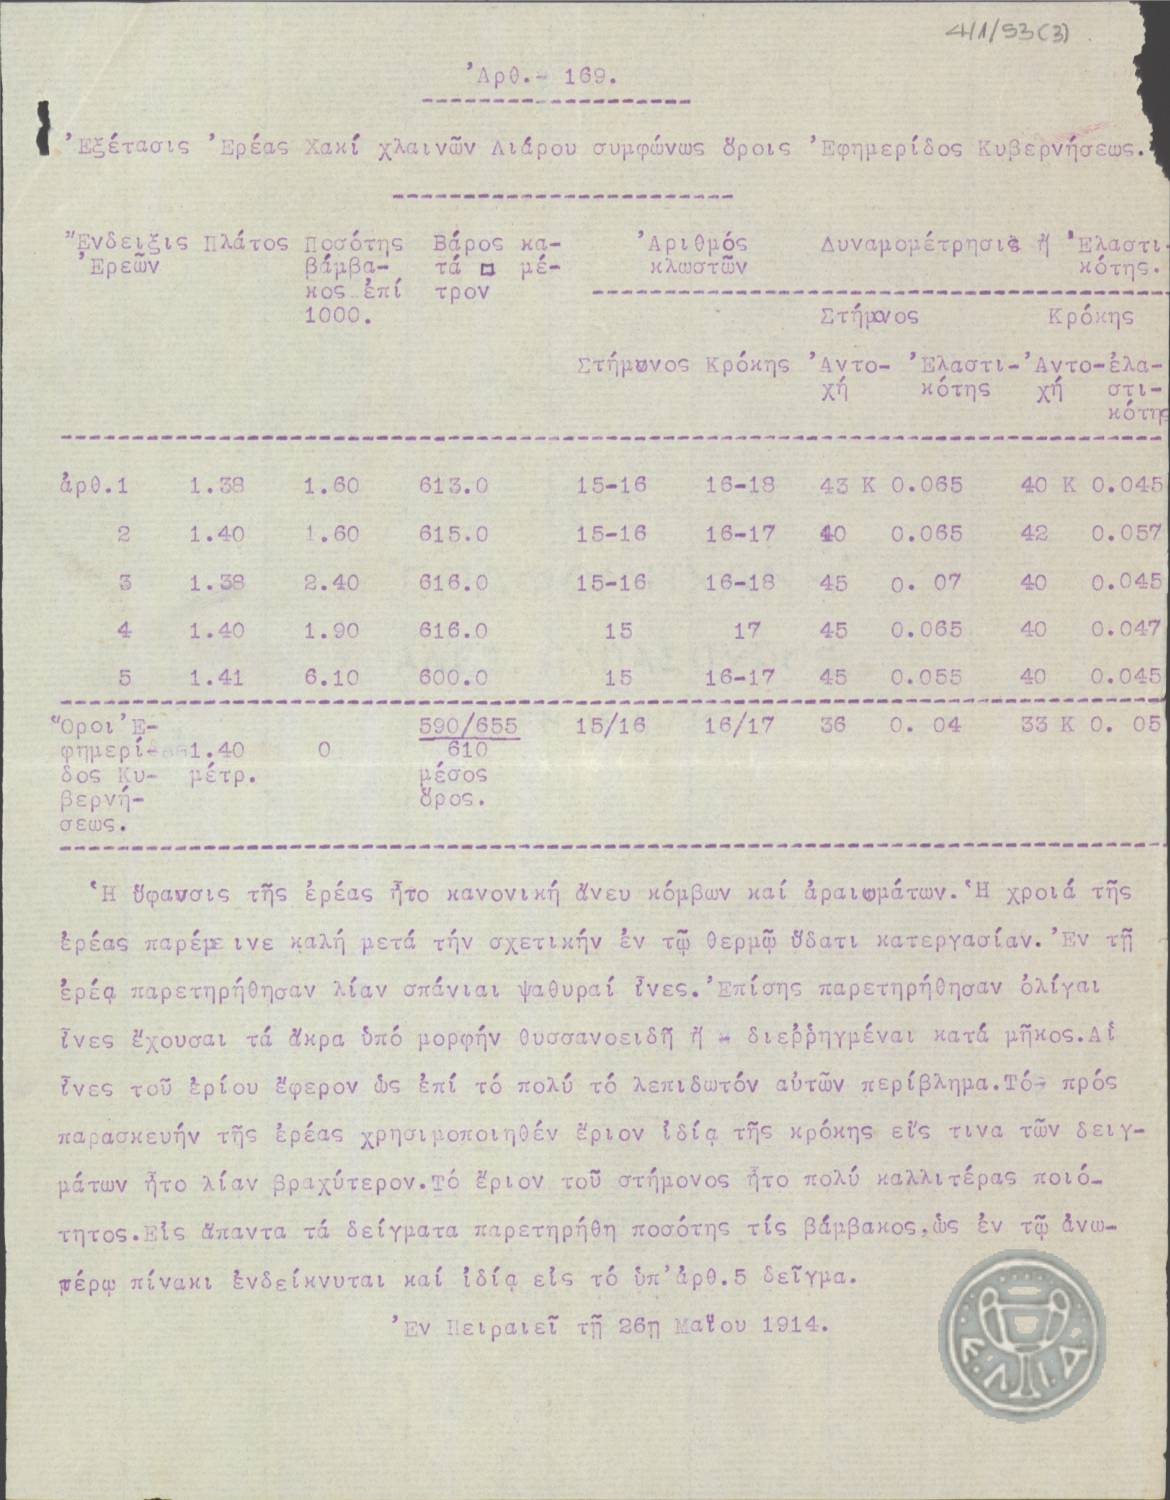 4/1/53(3)
Ἀρθ.- 169.
Ἐξέτασις Ἐρέας Χακί χλαινῶν Λιάρου συμφώνως ὅροις Ἐφημερίδος Κυβερνήσεως.
Ἔνδειξις Πλάτος Ποσότης Βάρος κα- Ἀριθμός Δυναμομέτρησις ἤ Ἐλαστι-
Ἐρεῶν βάμβα- τά □ μέ- κλωστῶν κότης.
κος ἐπί τρον
1000. Στήμονος Κρόκης
Στήμονος Κρόκης Ἀντο- Ἐλαστι- Ἀντο- ἐλα-
χή κότης χή στι-
κότης
ἀρθ.1 1.38 1.60 613.0 15-16 16-18 43 Κ 0.065 40 Κ 0.045
2 1.40 1.60 615.0 15-16 16-17 40 0.065 42 0.057
3 1.38 2.40 616.0 15-16 16-18 45 0. 07 40 0.045
4 1.40 1.90 616.0 15 17 45 0.065 40 0.047
5 1.41 6.10 600.0 15 16-17 45 0.055 40 0.045
Ὅροι Ἐ- 590/655 15/16 16/17 36 0. 04 33 Κ 0. 05
φημερί- 1.40 0 610
δος Κυ- μέτρ. μέσος
βερνή- ὅρος.
σεως.
Ἡ ὕφανσις τῆς ἐρέας ἦτο κανονική ἄνευ κόμβων καί ἀραιωμάτων. Ἡ χροιά τῆς
ἐρέας παρέμεινε καλή μετά τήν σχετικήν ἐν τῷ θερμῷ ὕδατι κατεργασίαν. Ἐν τῇ
ἐρέᾳ παρετηρήθησαν λίαν σπάνιαι ψαθυραί ἶνες. Ἐπίσης παρετηρήθησαν ὀλίγαι
ἶνες ἔχουσαι τά ἄκρα ὑπό μορφήν θυσσανοειδῆ ἤ - διεῤῥηγμέναι κατά μῆκος. Αἱ
ἶνες τοῦ ἐρίου ἔφερον ὡς ἐπί τό πολύ τό λεπιδωτόν αὐτῶν περίβλημα. Τό- πρός
παρασκευήν τῆς ἐρέας χρησιμοποιηθέν ἔριον ἰδίᾳ τῆς κρόκης εἴς τινα τῶν δειγ-
μάτων ἦτο λίαν βραχύτερον. Τό ἔριον τοῦ στήμονος ἦτο πολύ καλλιτέρας ποιό-
τητος. Εἰς ἅπαντα τά δείγματα παρετηρήθη ποσότης τίς βάμβακος, ὡς ἐν τῷ ἀνω-
τέρῳ πίνακι ἐνδείκνυται καί ἰδίᾳ εἰς τό ὑπ' ἀρθ.5 δεῖγμα.
Ἐν Πειραιεῖ τῇ 26η Μαΐου 1914.
Ε.Λ.Ι.Α